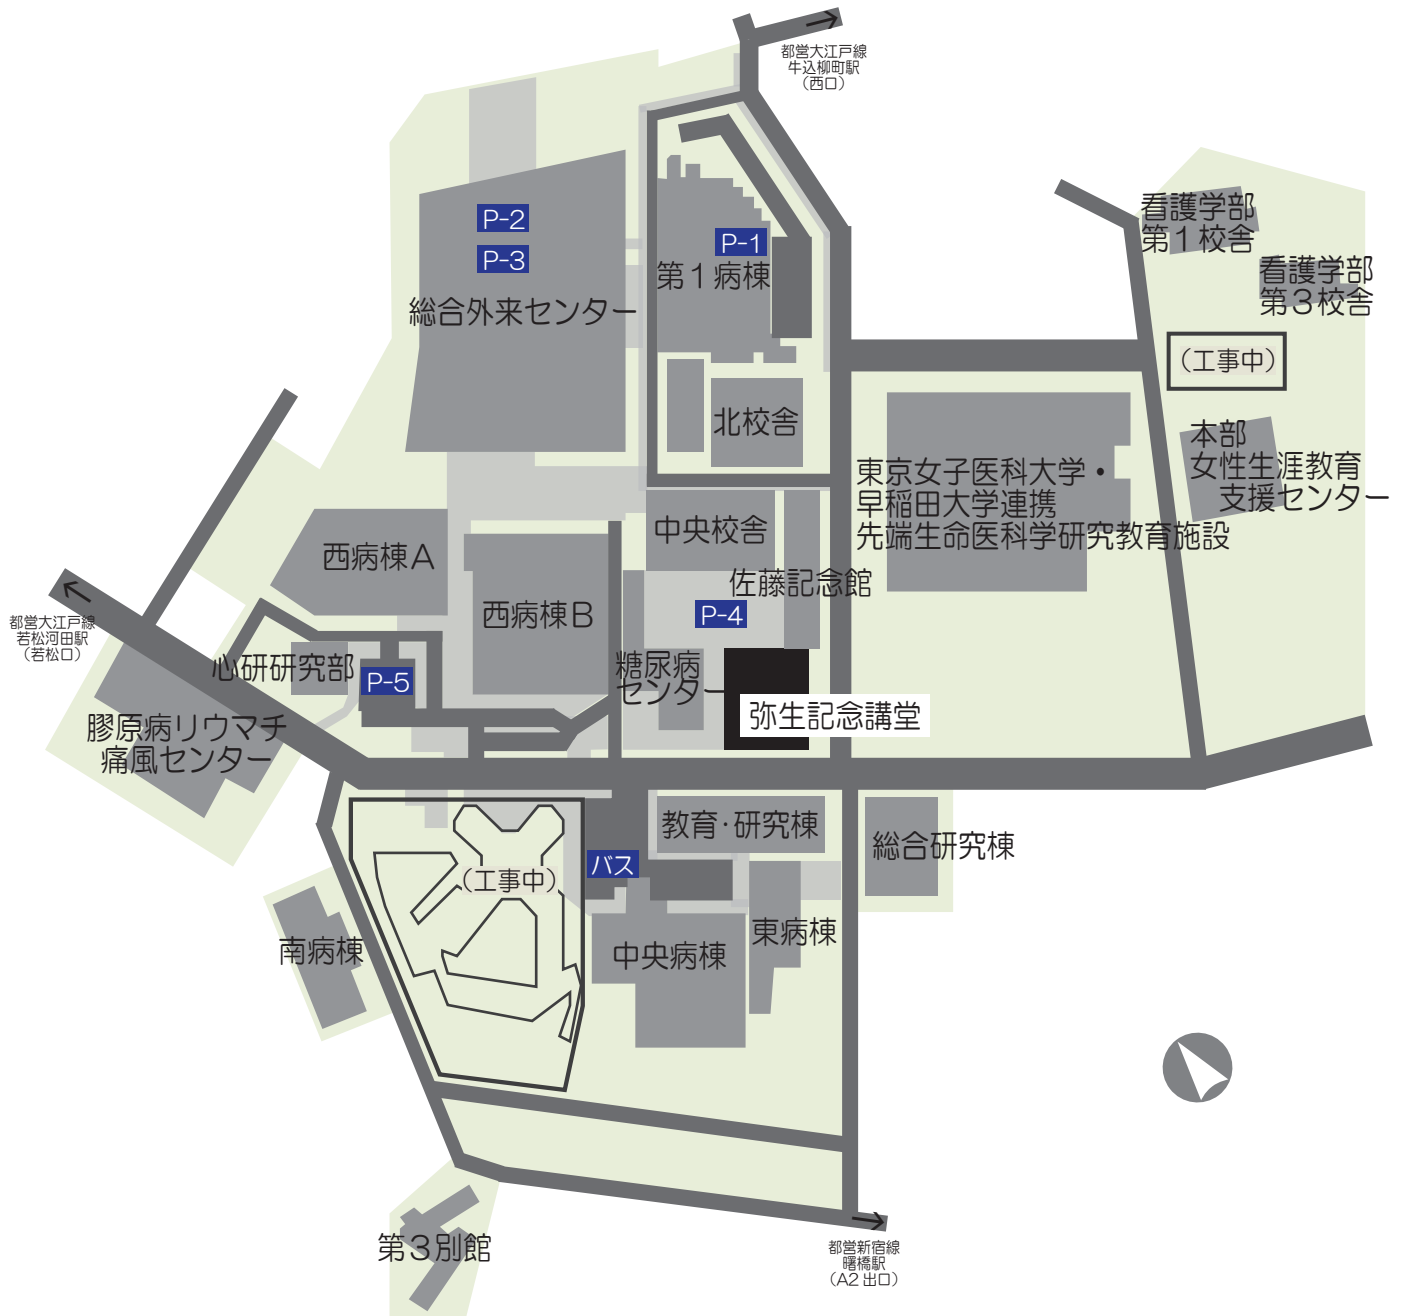 都営大江戸線
牛込柳町駅
（西口）
P-2
P-3
総合外来センター
P-1
第１病棟
看護学部
第１校舎
看護学部
第３校舎
（工事中）
北校舎
本部
女性生涯教育
支援センター
東京女子医科大学・
早稲田大学連携
先端生命医科学研究教育施設
中央校舎
西病棟A
西病棟B
佐藤記念館
P-4
都営大江戸線
若松河田駅
（若松口）
心研研究部
P-5
糖尿病
センター
弥生記念講堂
膠原病リウマチ
痛風センター
教育・研究棟
総合研究棟
バス
（工事中）
南病棟
中央病棟
東病棟
第３別館
都営新宿線
曙橋駅
（A2 出口）